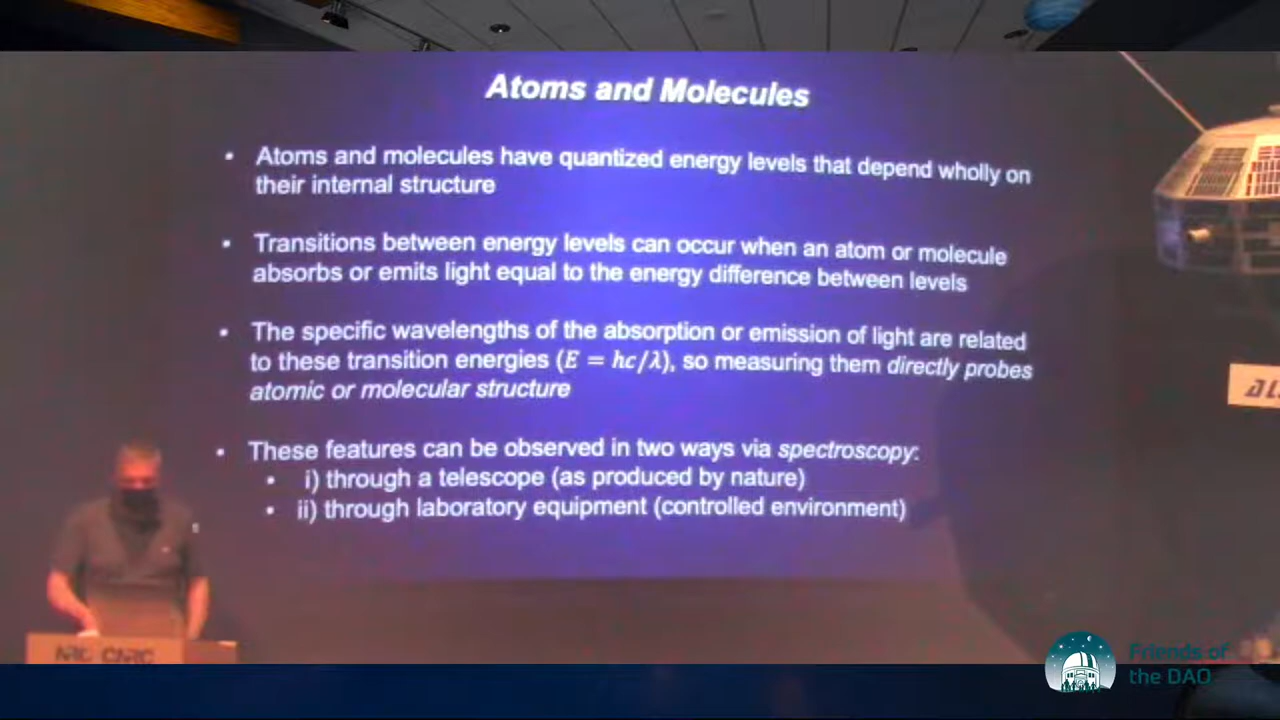 Atoms and Molecules
• Atoms and molecules have quantized energy levels that depend wholly on
their internal structure
• Transitions between energy levels can occur when an atom or molecule
absorbs or emits light equal to the energy difference between levels
• The specific wavelengths of the absorption or emission of light are related
to these transition energies (E = hc/λ), so measuring them directly probes
atomic or molecular structure
• These features can be observed in two ways via spectroscopy:
• i) through a telescope (as produced by nature)
• ii) through laboratory equipment (controlled environment)
CNRC
Friends of
the DAO